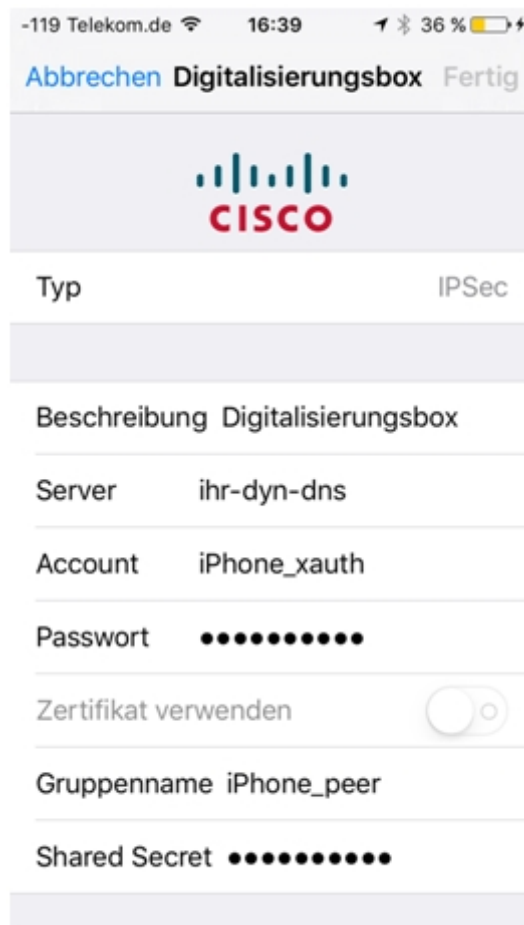 -119 Telekom.de 16:39 36 %
Abbrechen Digitalisierungsbox Fertig
CISCO
Typ IPSec
Beschreibung Digitalisierungsbox
Server ihr-dyn-dns
Account iPhone_xauth
Passwort ●●●●●●●●●●
Zertifikat verwenden
Gruppenname iPhone_peer
Shared Secret ●●●●●●●●●●